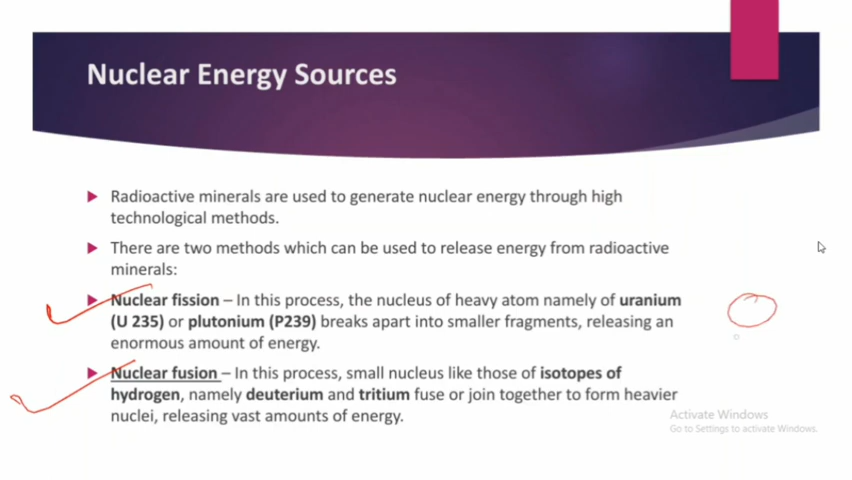 Nuclear Energy Sources
Radioactive minerals are used to generate nuclear energy through high
technological methods.
There are two methods which can be used to release energy from radioactive
minerals:
Nuclear fission – In this process, the nucleus of heavy atom namely of uranium
(U 235) or plutonium (P239) breaks apart into smaller fragments, releasing an
enormous amount of energy.
Nuclear fusion – In this process, small nucleus like those of isotopes of
hydrogen, namely deuterium and tritium fuse or join together to form heavier
nuclei, releasing vast amounts of energy.
Activate Windows
Go to Settings to activate Windows.